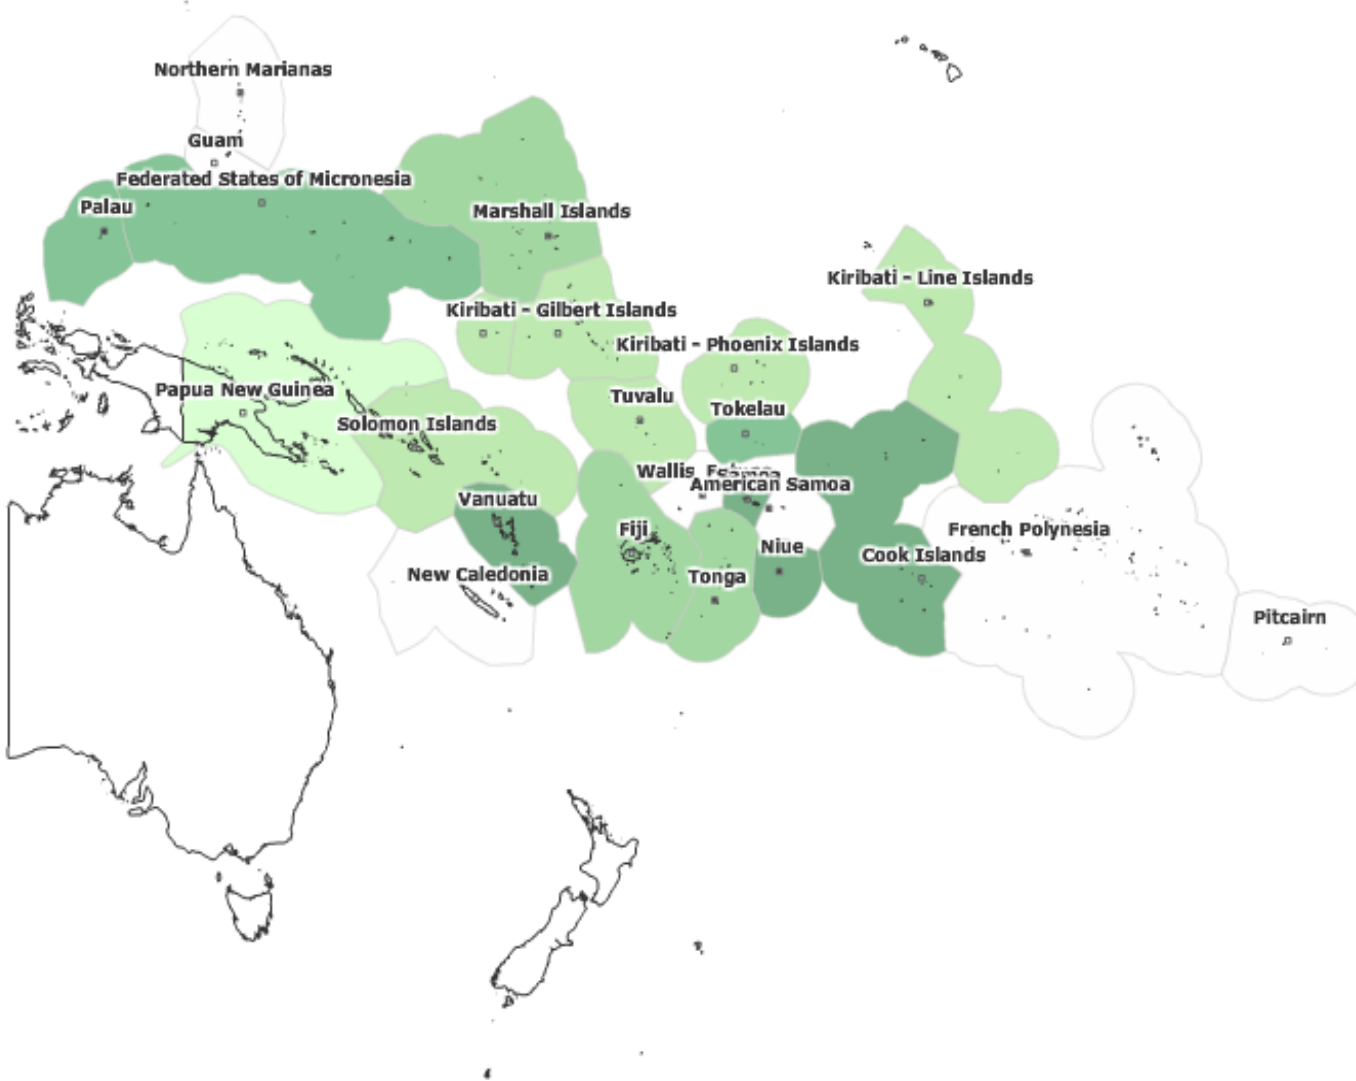 Northern Marianas
Guam
Federated States of Micronesia
Palau
Marshall Islands
Kiribati - Line Islands
Kiribati - Gilbert Islands
Kiribati - Phoenix Islands
Papua New Guinea
Tuvalu
Tokelau
Solomon Islands
Wallis
American Samoa
Vanuatu
Fiji
French Polynesia
Niue
Cook Islands
New Caledonia
Tonga
Pitcairn